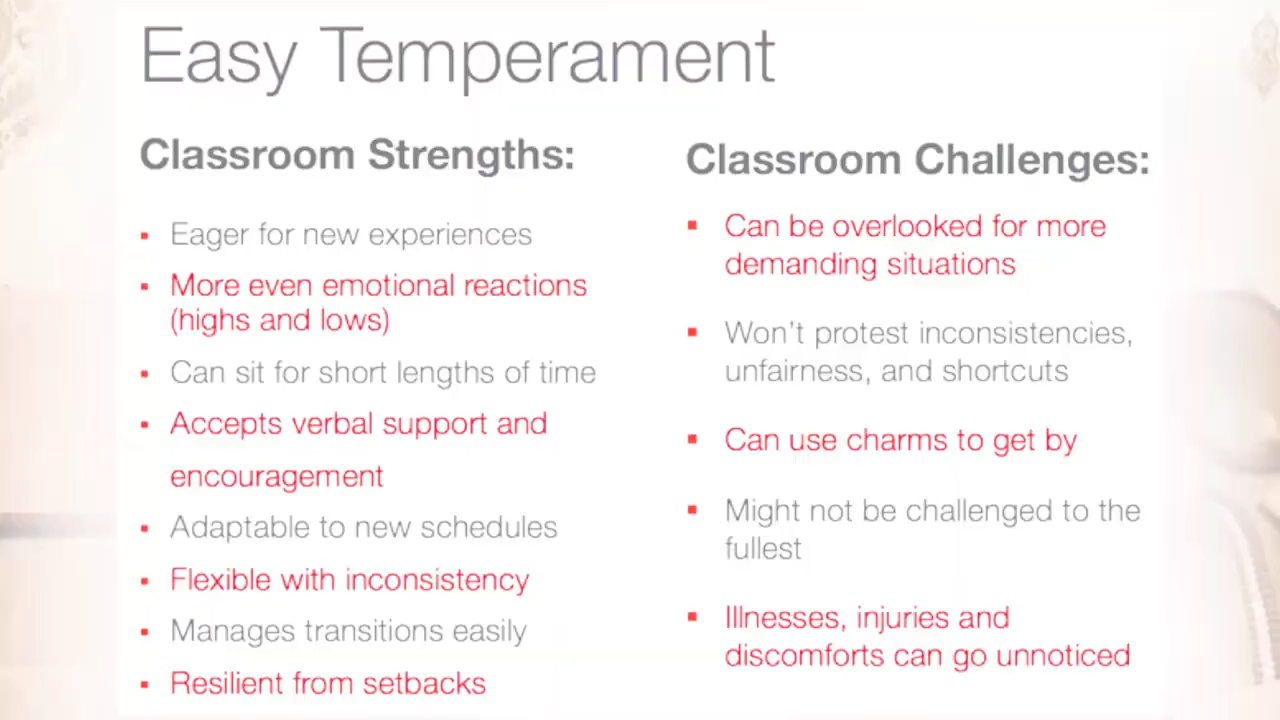 Easy Temperament
Classroom Strengths:
▪ Eager for new experiences
▪ More even emotional reactions
(highs and lows)
▪ Can sit for short lengths of time
▪ Accepts verbal support and
encouragement
▪ Adaptable to new schedules
▪ Flexible with inconsistency
▪ Manages transitions easily
▪ Resilient from setbacks
Classroom Challenges:
▪ Can be overlooked for more
demanding situations
▪ Won't protest inconsistencies,
unfairness, and shortcuts
▪ Can use charms to get by
▪ Might not be challenged to the
fullest
▪ Illnesses, injuries and
discomforts can go unnoticed